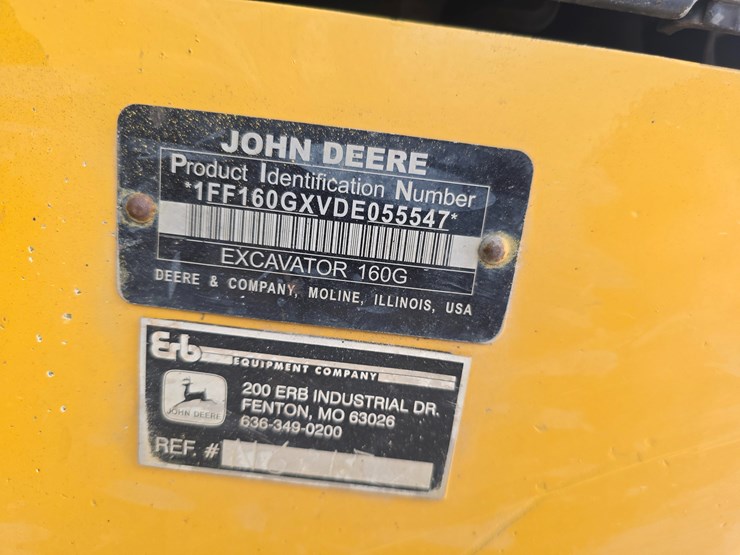 JOHN DEERE
Product Identification Number
*1FF160GXVDE055547*
EXCAVATOR 160G
DEERE & COMPANY, MOLINE, ILLINOIS, USA
Erb
EQUIPMENT COMPANY
JOHN DEERE
200 ERB INDUSTRIAL DR.
FENTON, MO 63026
636-349-0200
REF. #